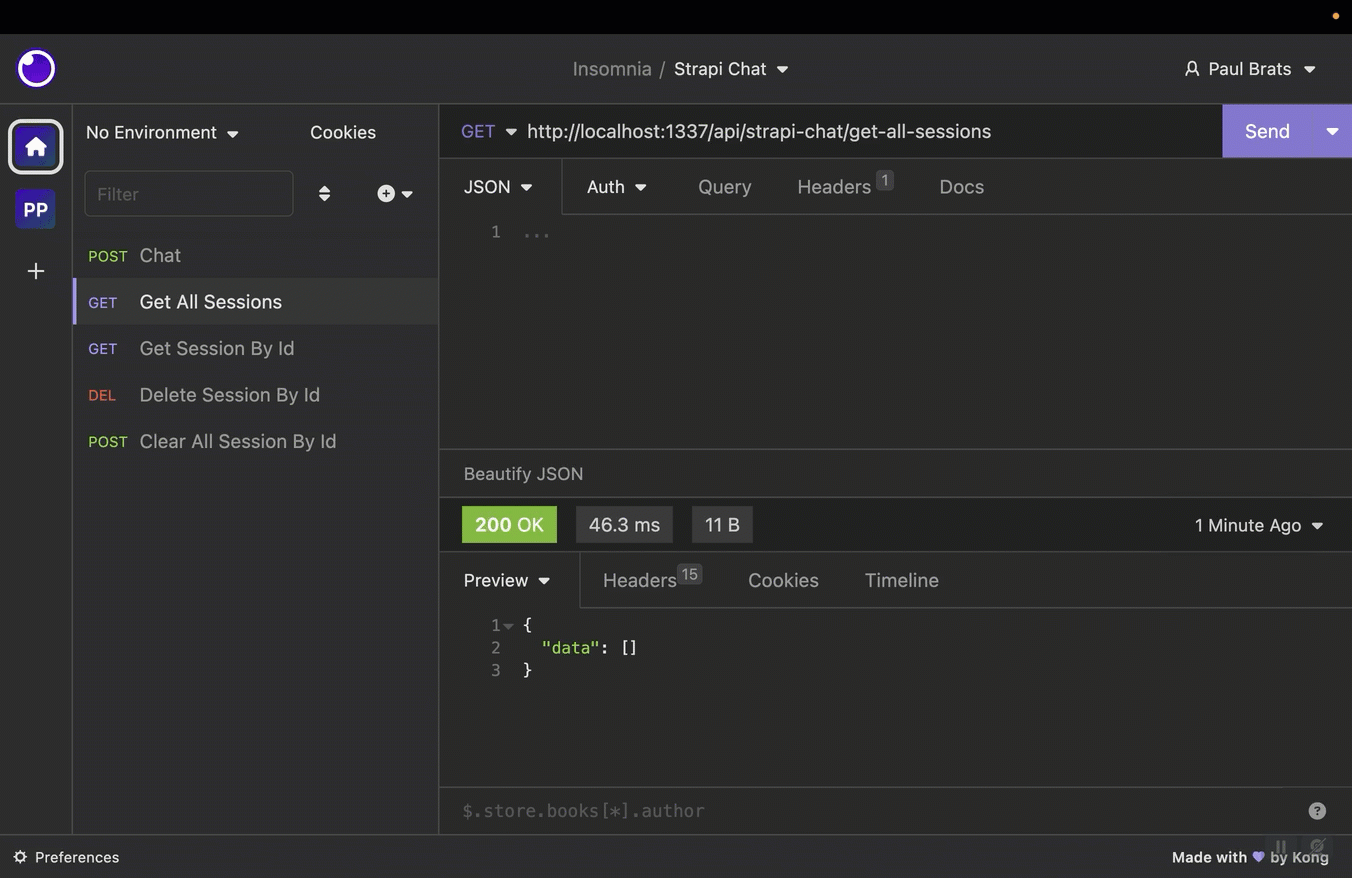 Insomnia / Strapi Chat
Paul Brats
No Environment
Cookies
PP
Filter
POST Chat
GET Get All Sessions
GET Get Session By Id
DEL Delete Session By Id
POST Clear All Session By Id
GET http://localhost:1337/api/strapi-chat/get-all-sessions
Send
JSON Auth Query Headers 1 Docs
1 ...
Beautify JSON
200 OK 46.3 ms 11 B 1 Minute Ago
Preview Headers 15 Cookies Timeline
1 {
2 "data": []
3 }
$.store.books[*].author ?
Preferences
Made with 💜 by Kong